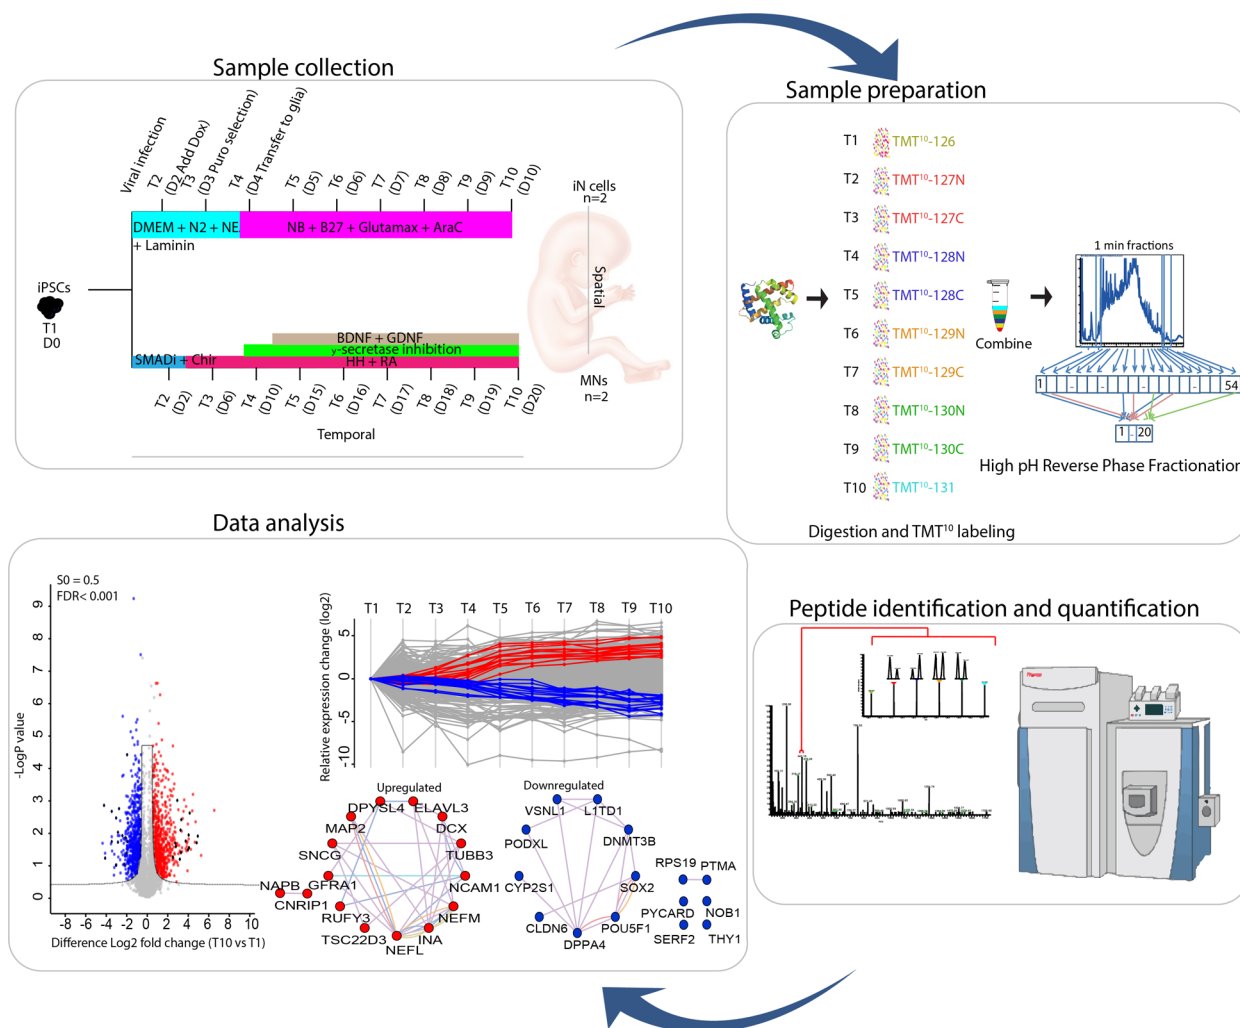 Sample collection
Viral infection
T2
(D2 Add Dox)
T3
(D3 Puro selection)
T4
(D4 Transfer to glia)
T5
(D5)
T6
(D6)
T7
(D7)
T8
(D8)
T9
(D9)
T10
(D10)
DMEM + N2 + NE
NB + B27 + Glutamax + AraC
+ Laminin
iPSCs
T1
D0
BDNF + GDNF
γ-secretase inhibition
SMADi + Chir
HH + RA
T2
(D2)
T3
(D6)
T4
(D10)
T5
(D15)
T6
(D16)
T7
(D17)
T8
(D18)
T9
(D19)
T10
(D20)
Temporal
iN cells
n=2
Spatial
MNs
n=2
Sample preparation
T1 TMT¹⁰-126
T2 TMT¹⁰-127N
T3 TMT¹⁰-127C
T4 TMT¹⁰-128N
T5 TMT¹⁰-128C
T6 TMT¹⁰-129N
T7 TMT¹⁰-129C
T8 TMT¹⁰-130N
T9 TMT¹⁰-130C
T10 TMT¹⁰-131
Digestion and TMT¹⁰ labeling
Combine
1 min fractions
1 54
1 .. 20
High pH Reverse Phase Fractionation
Peptide identification and quantification
Data analysis
S0 = 0.5
FDR< 0.001
-LogP value
9
8
7
6
5
4
3
2
1
0
-8 -6 -4 -2 0 2 4 6 8 10
Difference Log2 fold change (T10 vs T1)
T1 T2 T3 T4 T5 T6 T7 T8 T9 T10
Relative expression change (log2)
5
0
-5
-10
Upregulated
DPYSL4
ELAVL3
MAP2
DCX
SNCG
TUBB3
NAPB
GFRA1
NCAM1
CNRIP1
RUFY3
NEFM
TSC22D3
INA
NEFL
Downregulated
VSNL1
L1TD1
PODXL
DNMT3B
CYP2S1
SOX2
CLDN6
POU5F1
DPPA4
RPS19
PTMA
PYCARD
NOB1
SERF2
THY1